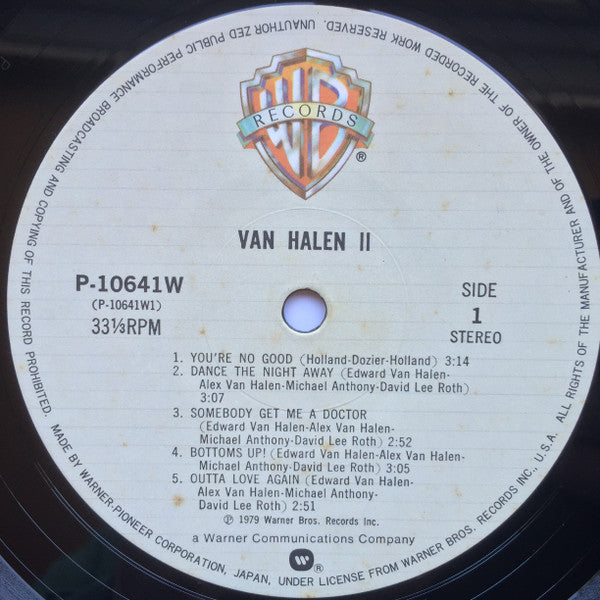 UNAUTHORIZED PUBLIC PERFORMANCE BROADCASTING AND COPYING OF THIS RECORD PROHIBITED. MADE BY WARNER-PIONEER CORPORATION, JAPAN, UNDER LICENSE FROM WARNER BROS. RECORDS INC., U.S.A. ALL RIGHTS OF THE MANUFACTURER AND OF THE OWNER OF THE RECORDED WORK RESERVED.
WB
RECORDS
®
VAN HALEN II
P-10641W
(P-10641W1)
33⅓RPM
SIDE
1
STEREO
1. YOU'RE NO GOOD (Holland-Dozier-Holland) 3:14
2. DANCE THE NIGHT AWAY (Edward Van Halen-
Alex Van Halen-Michael Anthony-David Lee Roth)
3:07
3. SOMEBODY GET ME A DOCTOR
(Edward Van Halen-Alex Van Halen-
Michael Anthony-David Lee Roth) 2:52
4. BOTTOMS UP! (Edward Van Halen-Alex Van Halen-
Michael Anthony-David Lee Roth) 3:05
5. OUTTA LOVE AGAIN (Edward Van Halen-
Alex Van Halen-Michael Anthony-
David Lee Roth) 2:51
℗ 1979 Warner Bros. Records Inc.
a Warner Communications Company